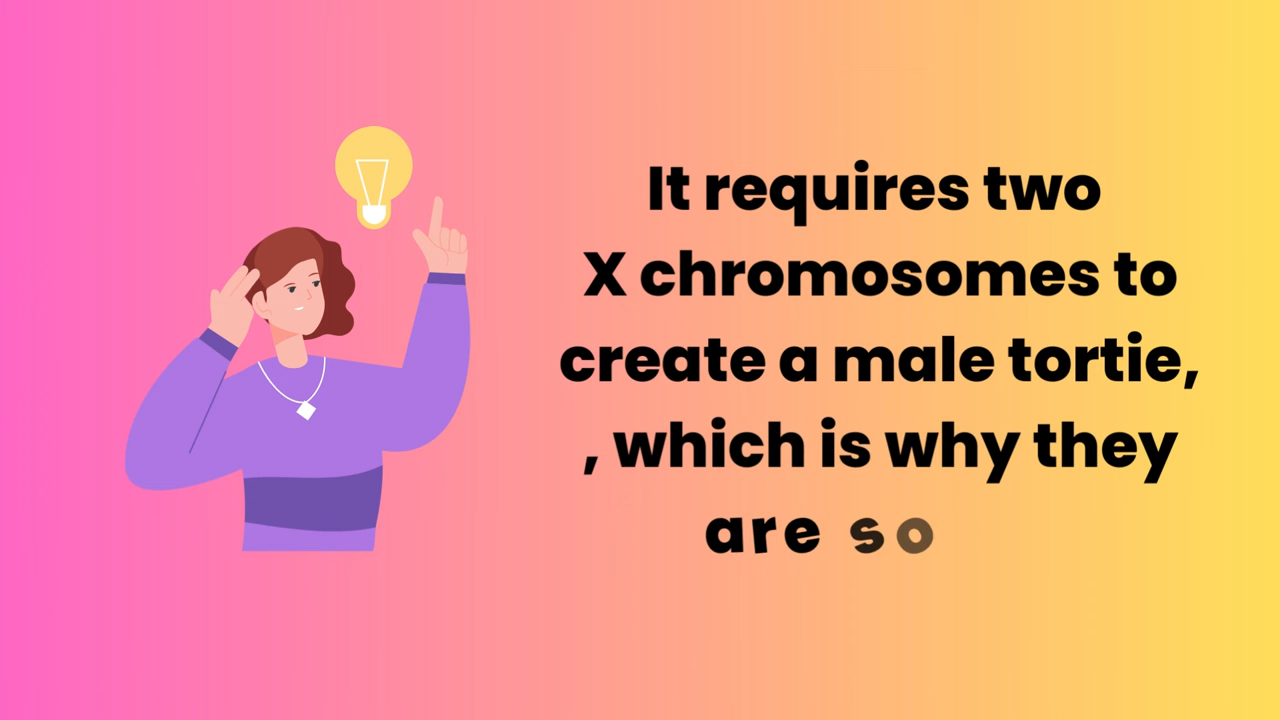 It requires two
X chromosomes to
create a male tortie,
, which is why they
are so